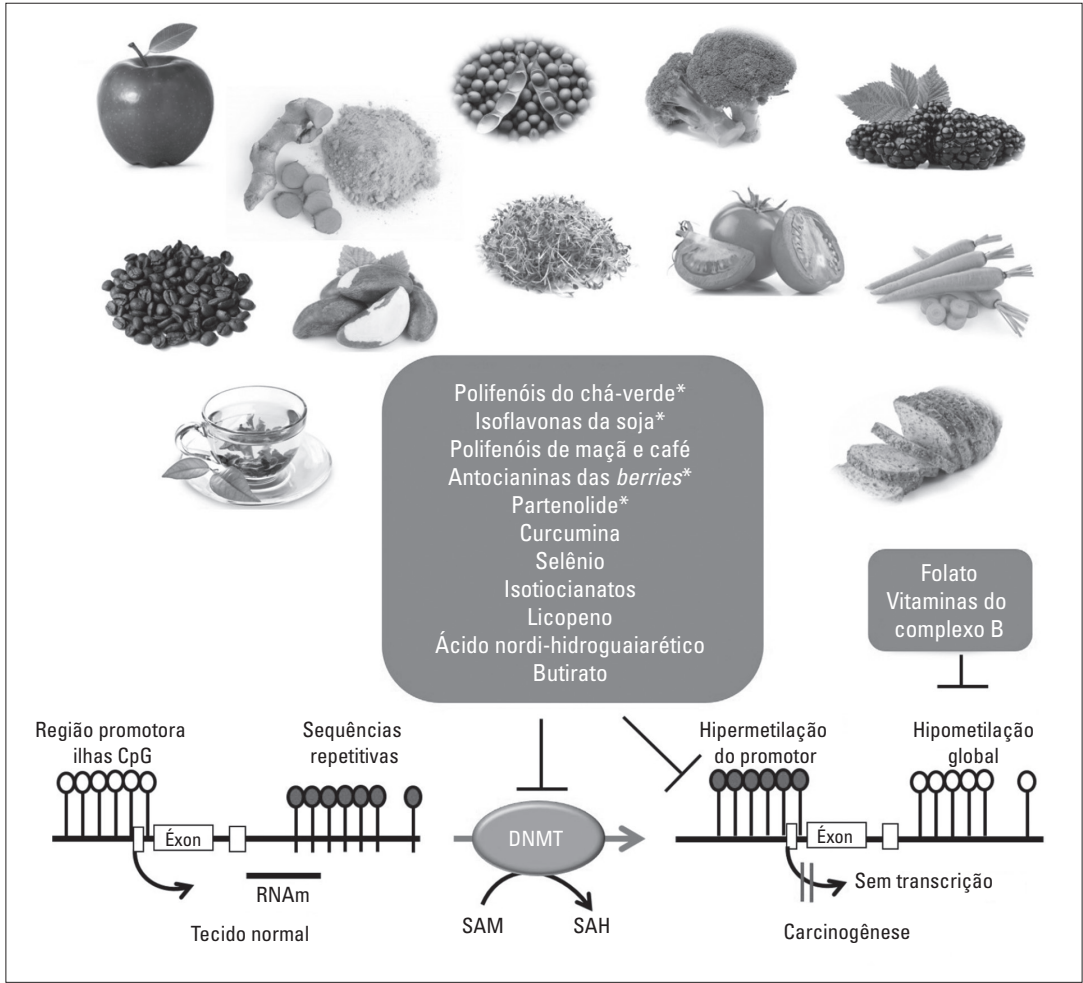 Polifenóis do chá-verde*
Isoflavonas da soja*
Polifenóis de maçã e café
Antocianinas das berries*
Partenolide*
Curcumina
Selênio
Isotiocianatos
Licopeno
Ácido nordi-hidroguaiarético
Butirato
Folato
Vitaminas do
complexo B
Região promotora
ilhas CpG
Sequências
repetitivas
Hipermetilação
do promotor
Hipometilação
global
Éxon
DNMT
Éxon
RNAm
SAM
SAH
Sem transcrição
Tecido normal
Carcinogênese